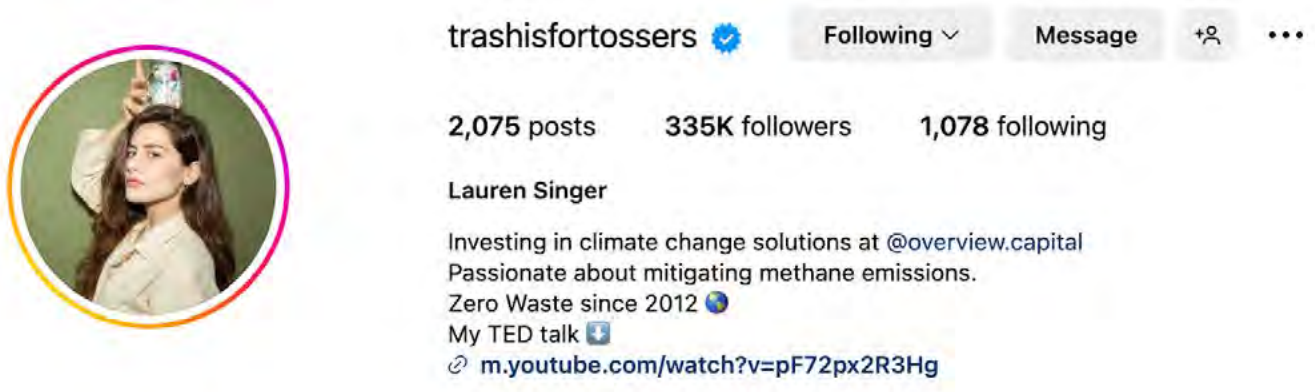 trashisfortossers Following Message
2,075 posts 335K followers 1,078 following
Lauren Singer
Investing in climate change solutions at @overview.capital
Passionate about mitigating methane emissions.
Zero Waste since 2012 🌎
My TED talk ⬇️
m.youtube.com/watch?v=pF72px2R3Hg